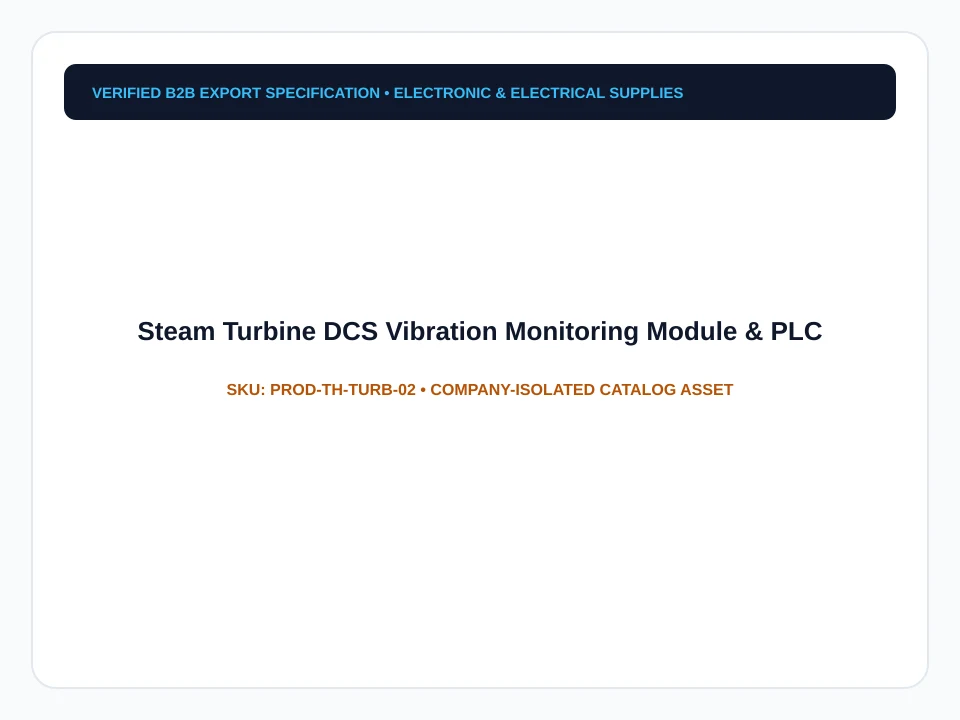 VERIFIED B2B EXPORT SPECIFICATION • ELECTRONIC & ELECTRICAL SUPPLIES
Steam Turbine DCS Vibration Monitoring Module & PLC
SKU: PROD-TH-TURB-02 • COMPANY-ISOLATED CATALOG ASSET